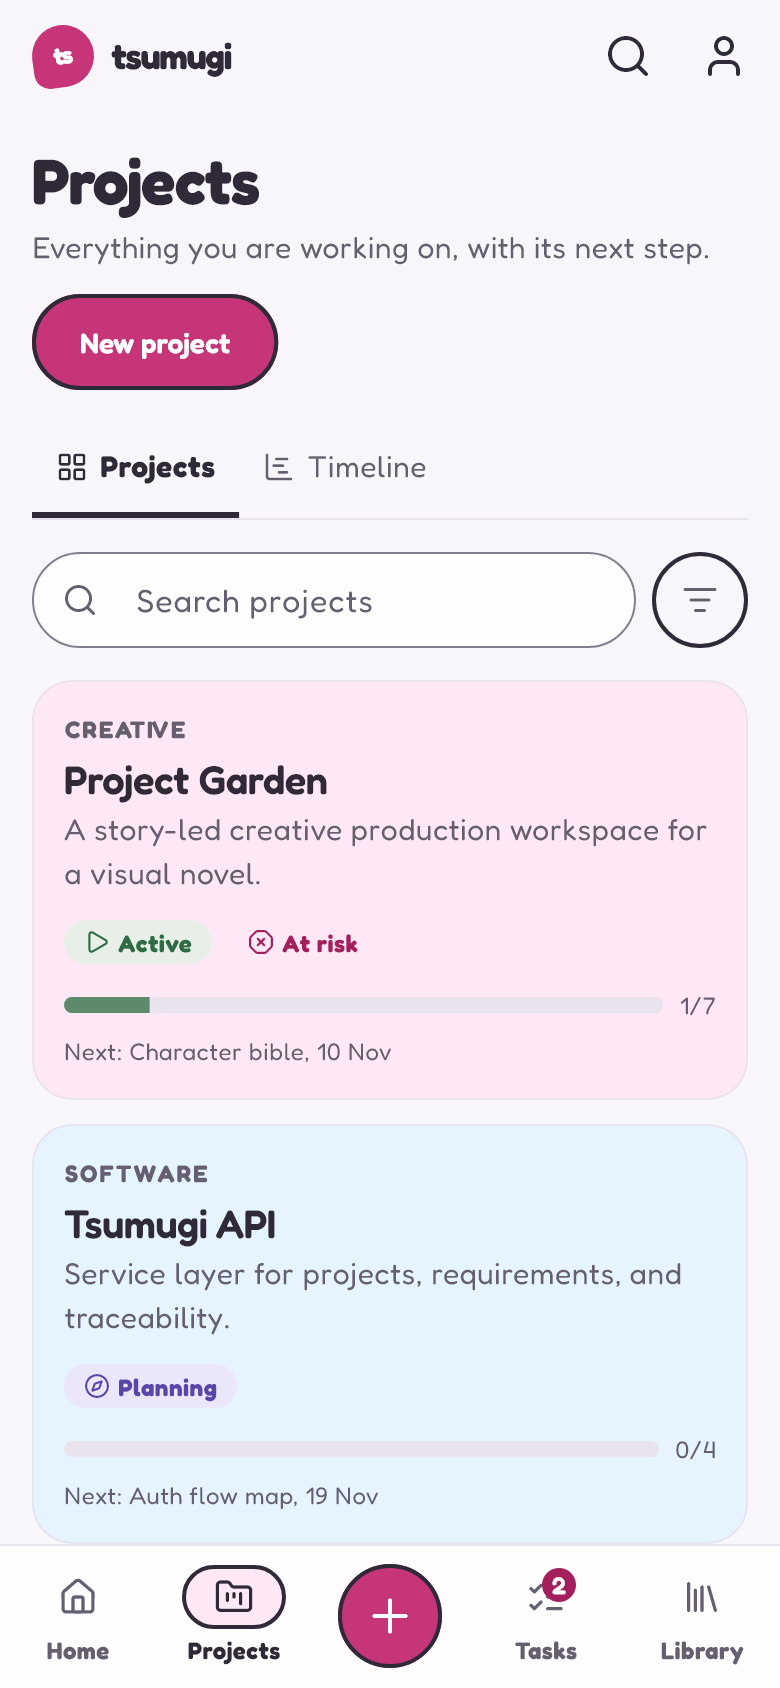 ts
tsumugi
Projects
Everything you are working on, with its next step.
New project
Projects
Timeline
Search projects
CREATIVE
Project Garden
A story-led creative production workspace for
a visual novel.
Active
At risk
1/7
Next: Character bible, 10 Nov
SOFTWARE
Tsumugi API
Service layer for projects, requirements, and
traceability.
Planning
0/4
Next: Auth flow map, 19 Nov
2
Home
Projects
Tasks
Library